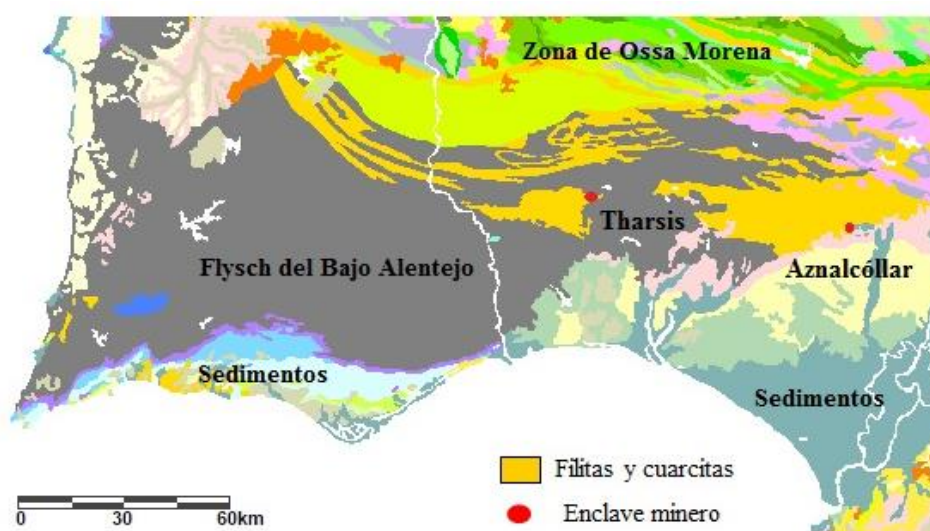 Zona de Ossa Morena
Tharsis
Flysch del Bajo Alentejo
Aznalcóllar
Sedimentos
Sedimentos
Filitas y cuarcitas
Enclave minero
0 30 60km